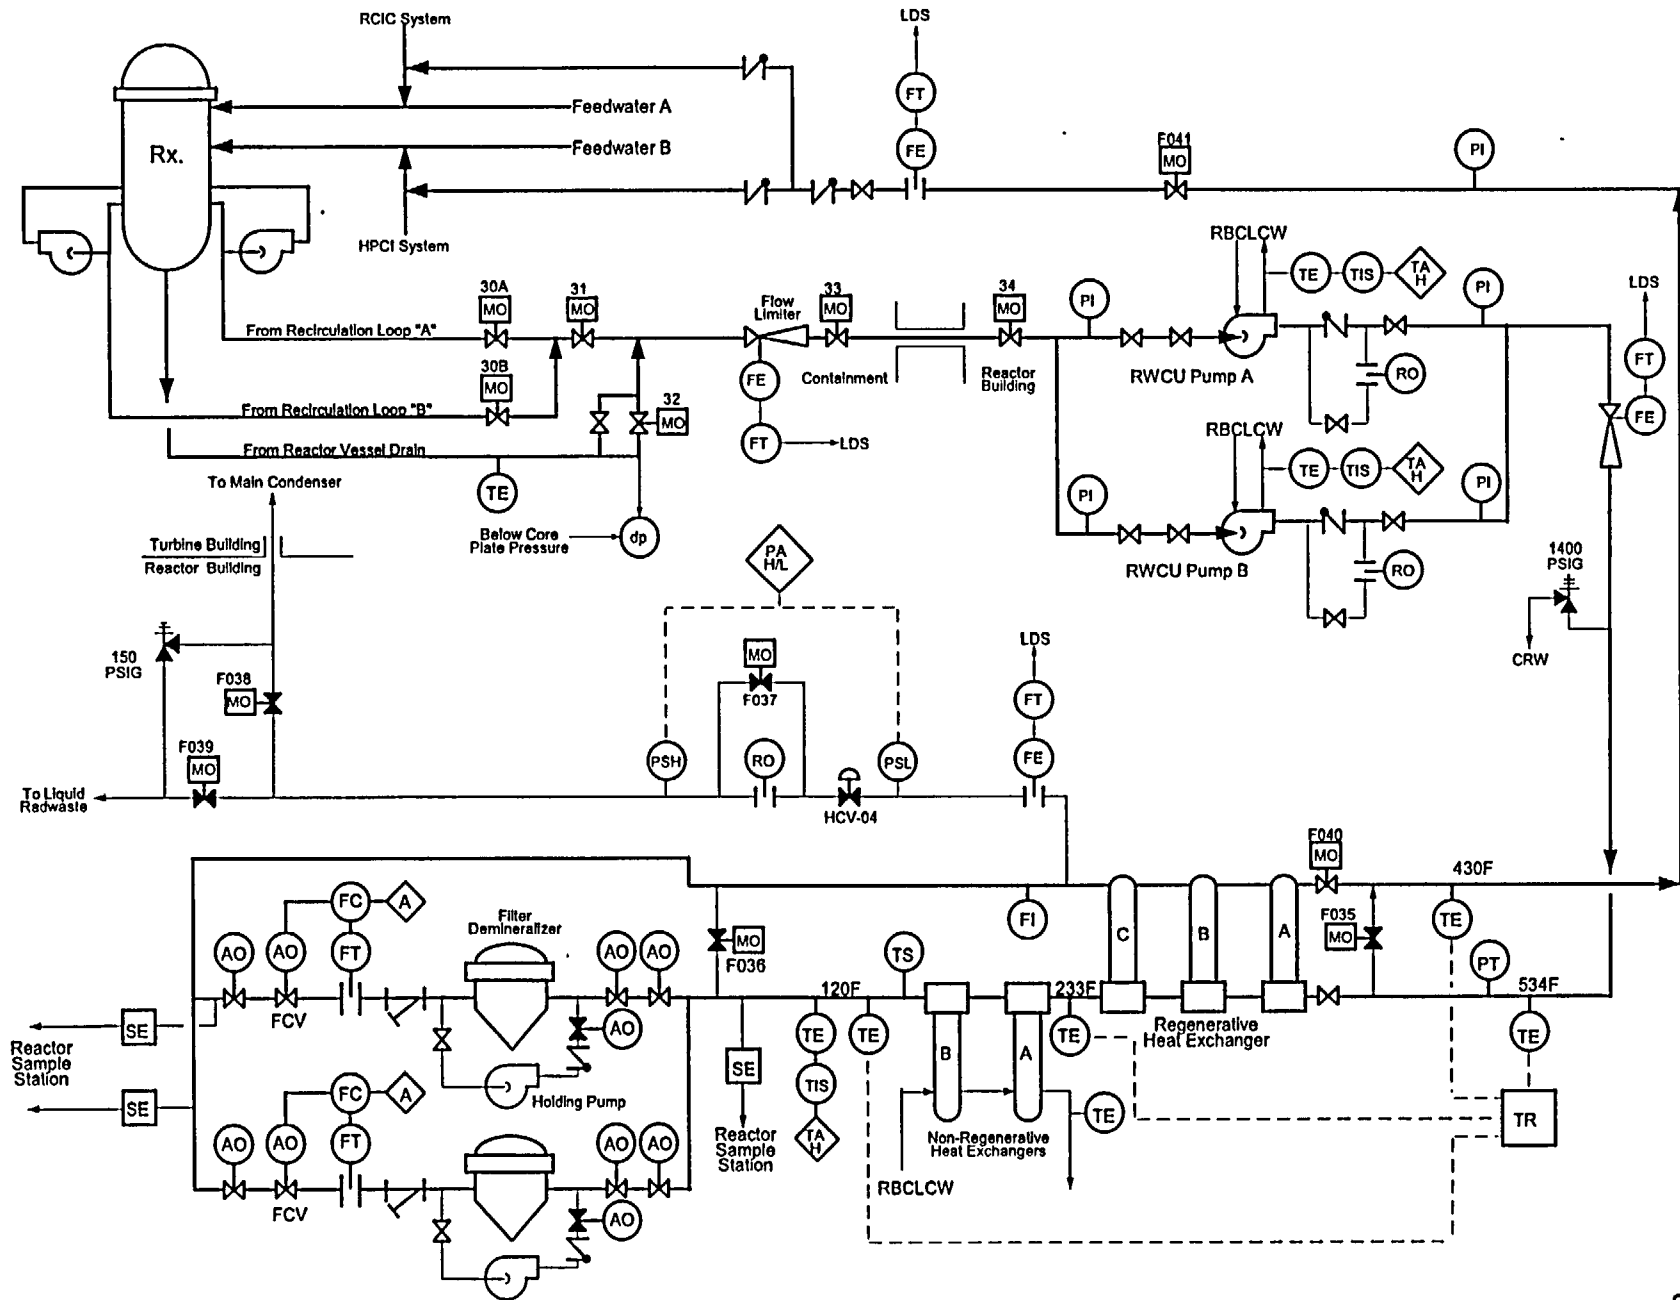 RCIC System
LDS
Rx.
Feedwater A
Feedwater B
FT
FE
F041
MO
PI
HPCI System
RBCLCW
TE
TIS
TA
H
30A
MO
31
MO
Flow
Limiter
33
MO
34
MO
PI
PI
LDS
From Recirculation Loop "A"
FE
Containment
Reactor
Building
RWCU Pump A
RO
FT
FE
30B
MO
From Recirculation Loop "B"
32
MO
FT
LDS
RBCLCW
From Reactor Vessel Drain
TE
TE
TIS
TA
H
PI
PI
To Main Condenser
Below Core
Plate Pressure
dp
Turbine Building
Reactor Building
PA
H/L
RWCU Pump B
RO
1400
PSIG
CRW
150
PSIG
F038
MO
MO
F037
LDS
FT
F039
MO
PSH
RO
PSL
FE
To Liquid
Radwaste
HCV-04
F040
MO
430F
FC
A
Filter
Demineralizer
FI
C
B
A
F035
MO
TE
AO
AO
FT
AO
AO
MO
F036
TS
PT
120F
233F
534F
FCV
SE
AO
TE
TE
B
A
TE
Regenerative
Heat Exchanger
TE
Reactor
Sample
Station
SE
FC
A
Holding Pump
SE
TIS
TA
H
TE
TR
AO
AO
FT
AO
AO
Reactor
Sample
Station
Non-Regenerative
Heat Exchangers
RBCLCW
FCV
AO